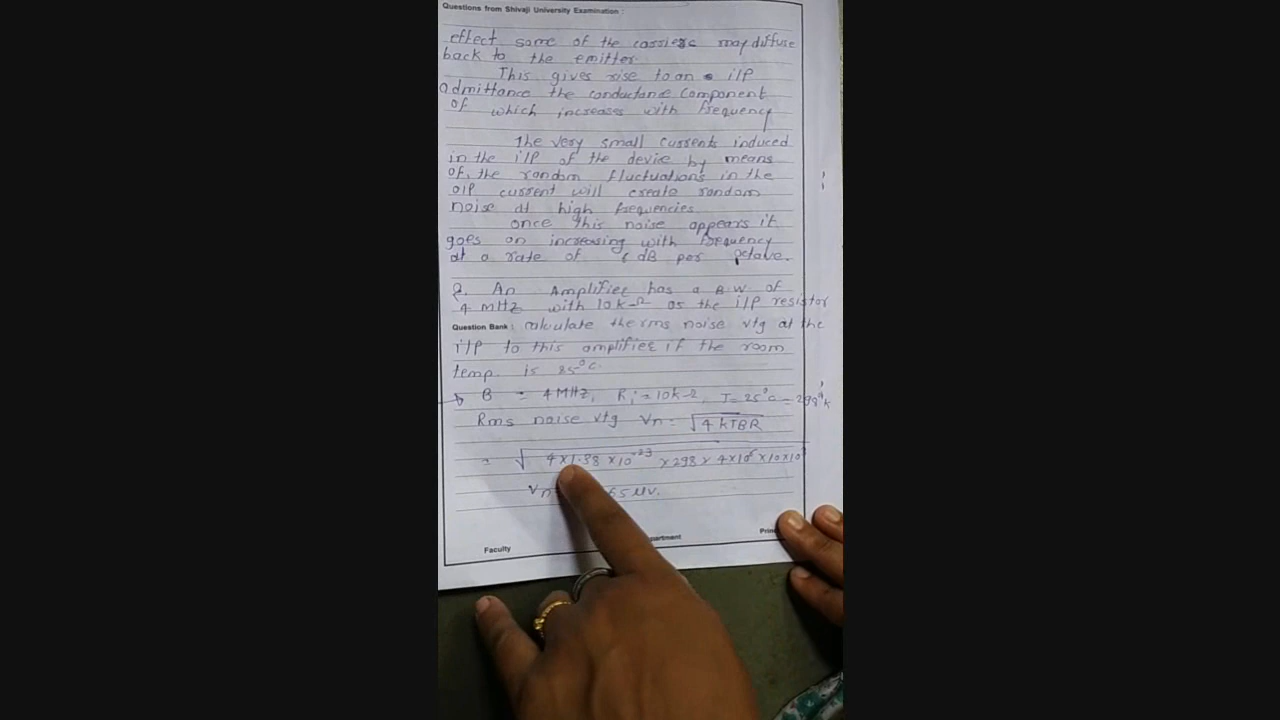 Questions from Shivaji University Examination :
effect some of the carriers may diffuse
back to the emitter.
This gives rise to an i/P
admittance the conductance component
of which increases with frequency
The very small currents induced
in the i/P of the device by means
of the random fluctuations in the
O/P current will create random
noise at high frequencies
once this noise appears it
goes on increasing with frequency
at a rate of 6 dB per octave.
Q. An Amplifier has a B.W of
4 MHz with 10k-Ω as the i/P resistor
Question Bank : calculate the rms noise vtg at the
i/P to this amplifier if the room
temp. is 25°C.
B = 4MHz, Ri = 10k-Ω, T = 25°C = 298°k
Rms noise vtg Vn = √4KTBR
= √4×1.38×10⁻²³ × 298 × 4×10⁶ × 10×10³
Vn 65 μv.
Faculty